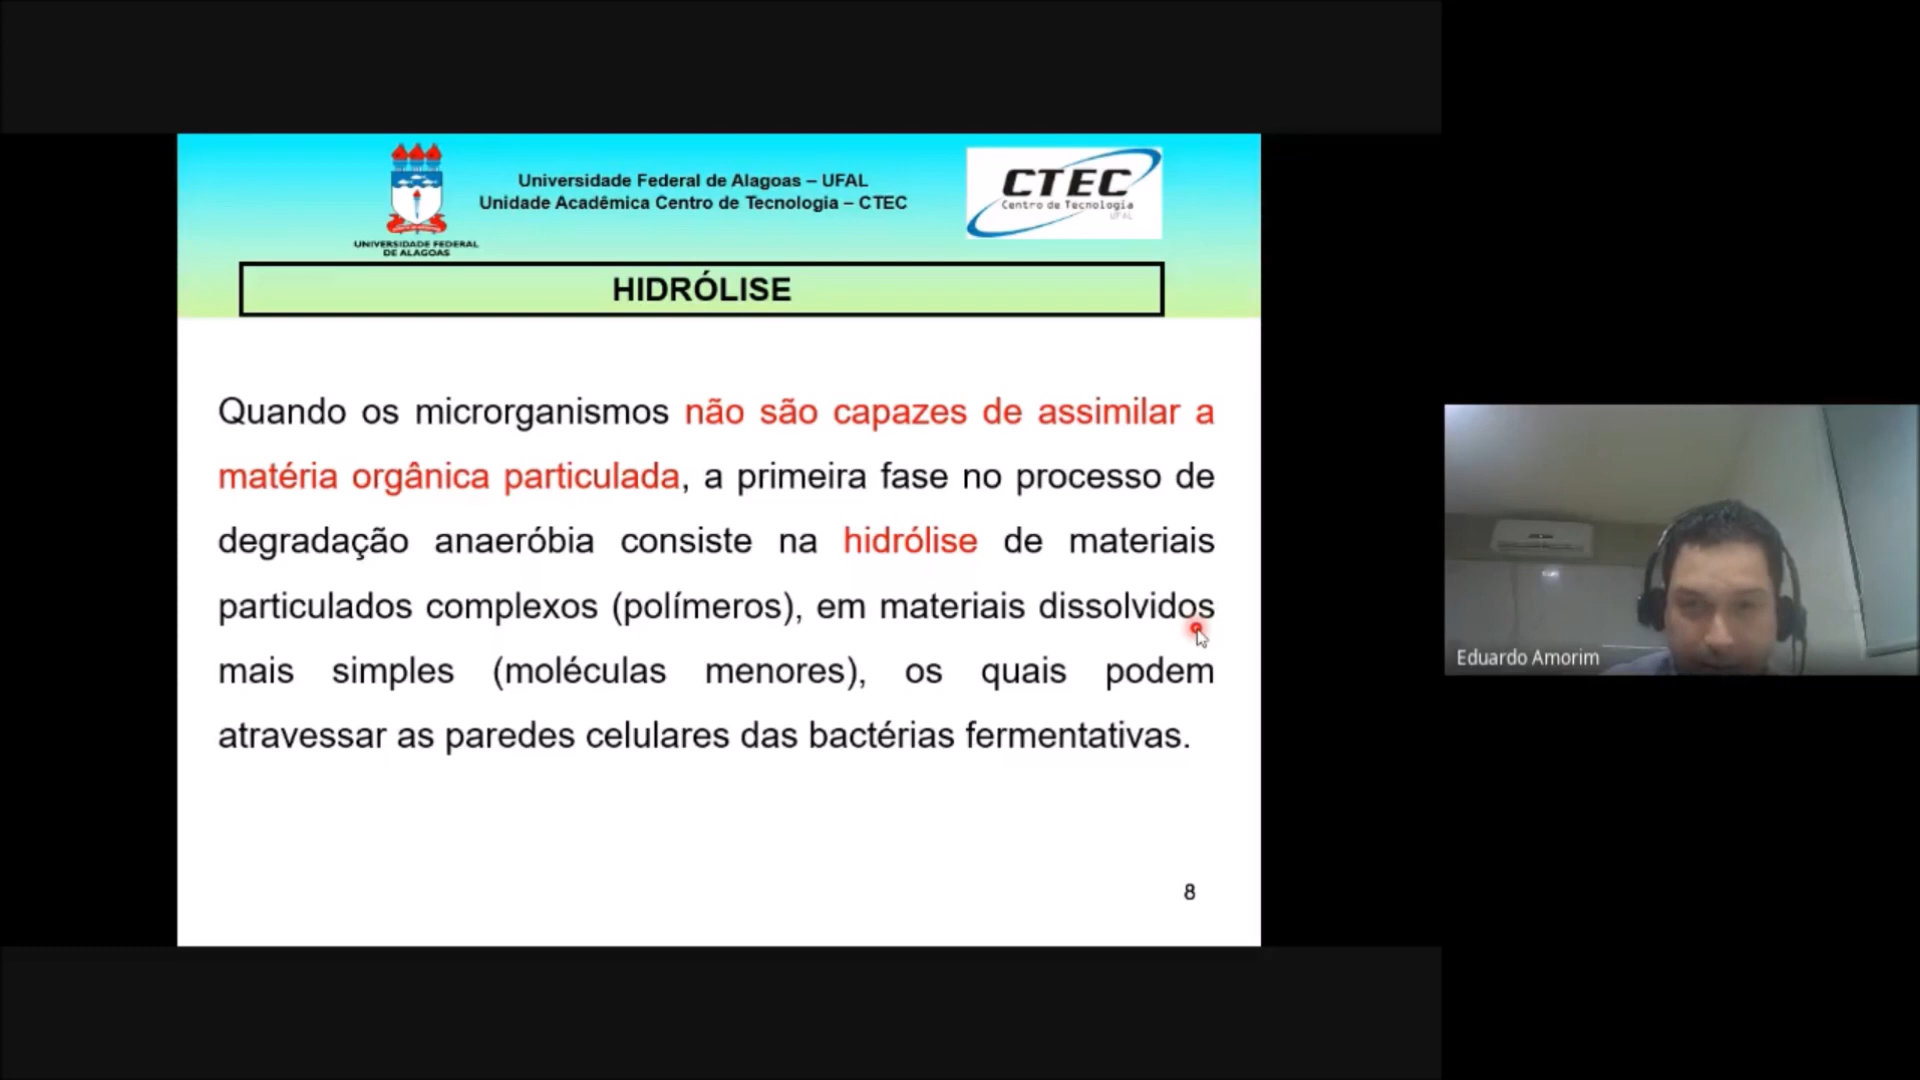 Universidade Federal de Alagoas – UFAL
Unidade Acadêmica Centro de Tecnologia – CTEC
UNIVERSIDADE FEDERAL
DE ALAGOAS
CTEC
Centro de Tecnologia
UFAL
HIDRÓLISE
Quando os microrganismos não são capazes de assimilar a
matéria orgânica particulada, a primeira fase no processo de
degradação anaeróbia consiste na hidrólise de materiais
particulados complexos (polímeros), em materiais dissolvidos
mais simples (moléculas menores), os quais podem
atravessar as paredes celulares das bactérias fermentativas.
8
Eduardo Amorim